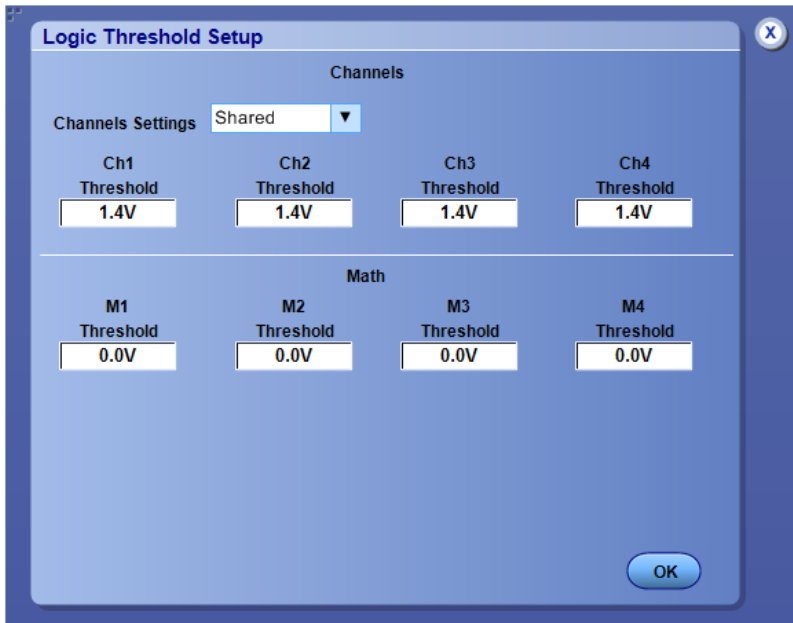 Logic Threshold Setup
X
Channels
Channels Settings Shared ▼
Ch1 Ch2 Ch3 Ch4
Threshold Threshold Threshold Threshold
1.4V 1.4V 1.4V 1.4V
Math
M1 M2 M3 M4
Threshold Threshold Threshold Threshold
0.0V 0.0V 0.0V 0.0V
OK